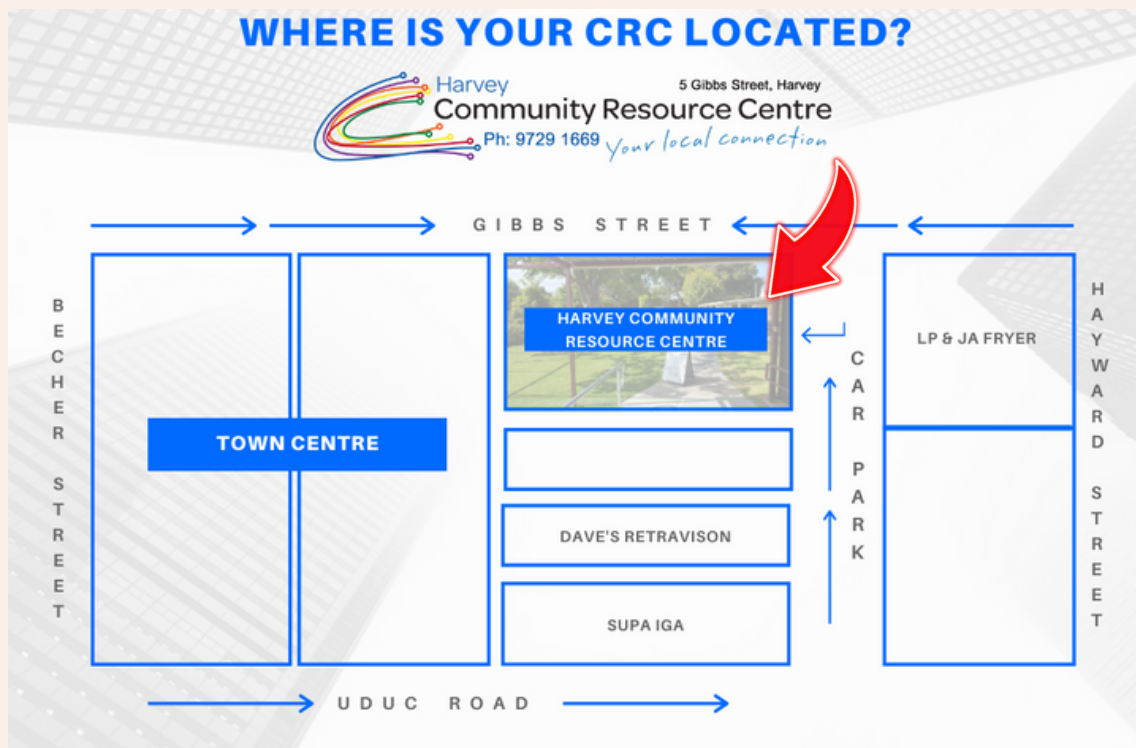 WHERE IS YOUR CRC LOCATED?
Harvey
5 Gibbs Street, Harvey
Community Resource Centre
Ph: 9729 1669
Your local connection
GIBBS STREET
BECHER STREET
HARVEY COMMUNITY
RESOURCE CENTRE
CAR PARK
LP & JA FRYER
HAYWARD STREET
TOWN CENTRE
DAVE'S RETRAVISON
SUPA IGA
UDUC ROAD